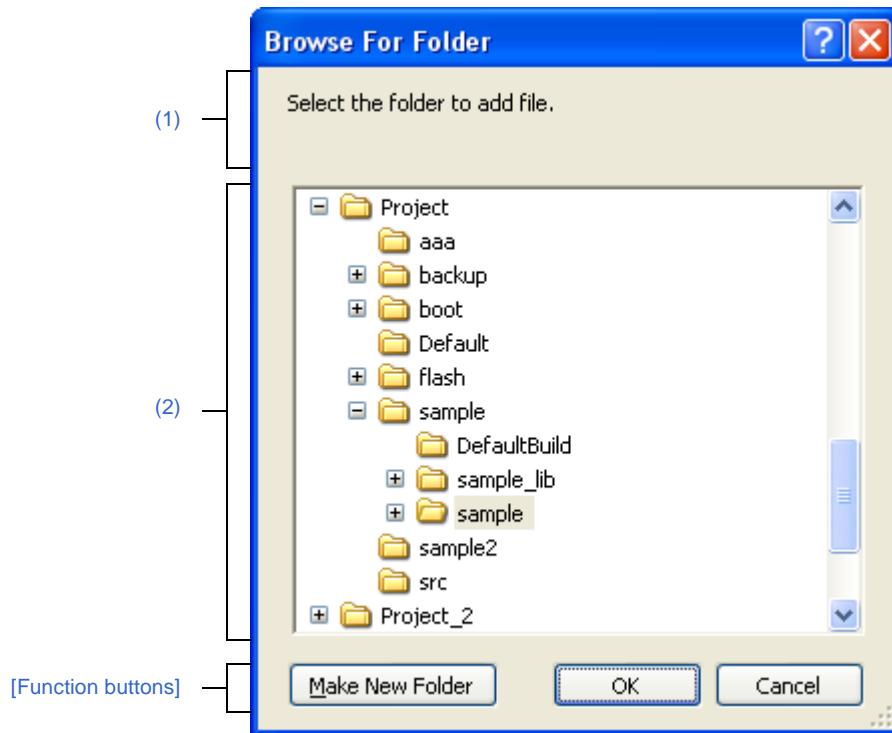 Browse For Folder
(1)
Select the folder to add file.
(2)
Project
aaa
backup
boot
Default
flash
sample
DefaultBuild
sample_lib
sample
sample2
src
Project_2
[Function buttons]
Make New Folder OK Cancel